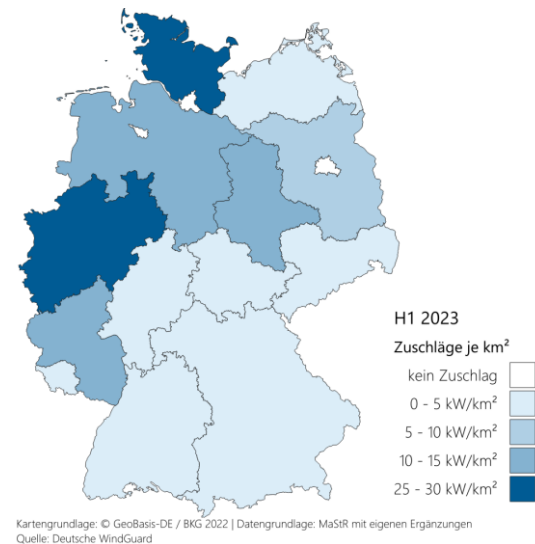 H1 2023
Zuschläge je km²
kein Zuschlag
0 - 5 kW/km²
5 - 10 kW/km²
10 - 15 kW/km²
25 - 30 kW/km²
Kartengrundlage: © GeoBasis-DE / BKG 2022 | Datengrundlage: MaStR mit eigenen Ergänzungen
Quelle: Deutsche WindGuard